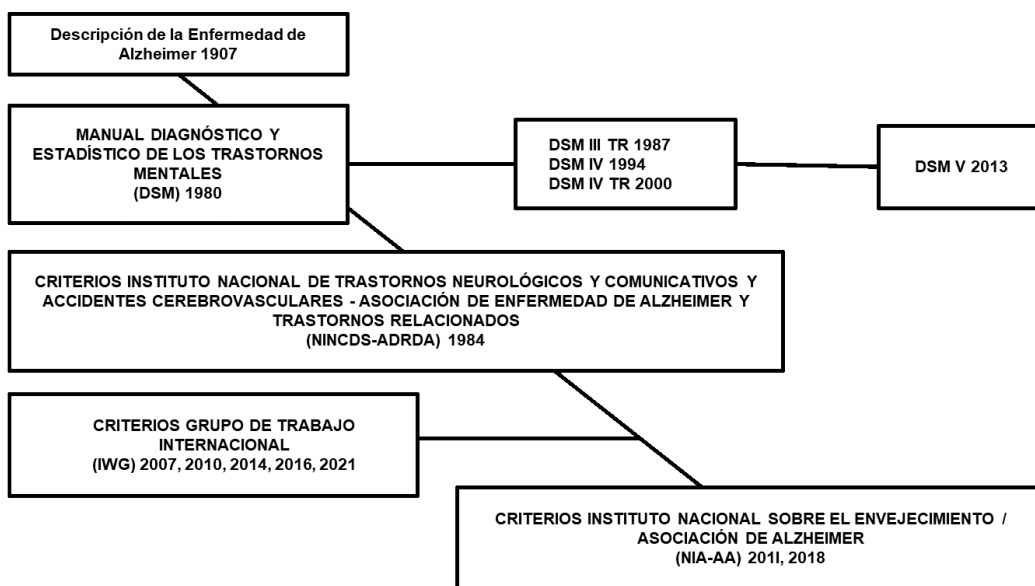 Descripción de la Enfermedad de
Alzheimer 1907
MANUAL DIAGNÓSTICO Y
ESTADÍSTICO DE LOS TRASTORNOS
MENTALES
(DSM) 1980
DSM III TR 1987
DSM IV 1994
DSM IV TR 2000
DSM V 2013
CRITERIOS INSTITUTO NACIONAL DE TRASTORNOS NEUROLÓGICOS Y COMUNICATIVOS Y
ACCIDENTES CEREBROVASCULARES - ASOCIACIÓN DE ENFERMEDAD DE ALZHEIMER Y
TRASTORNOS RELACIONADOS
(NINCDS-ADRDA) 1984
CRITERIOS GRUPO DE TRABAJO
INTERNACIONAL
(IWG) 2007, 2010, 2014, 2016, 2021
CRITERIOS INSTITUTO NACIONAL SOBRE EL ENVEJECIMIENTO /
ASOCIACIÓN DE ALZHEIMER
(NIA-AA) 201I, 2018